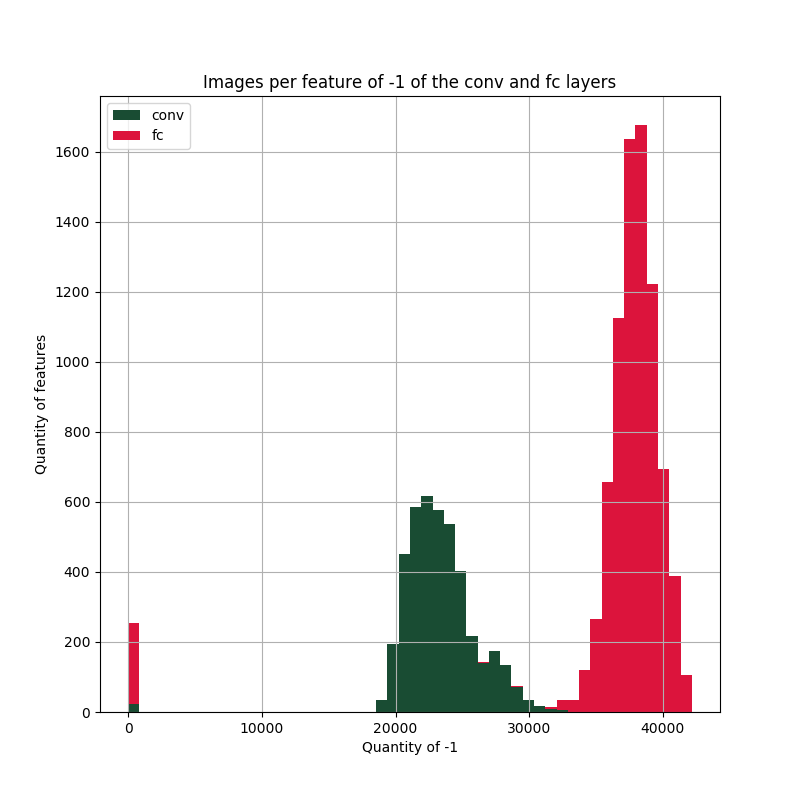 Images per feature of -1 of the conv and fc layers
conv
fc
1600
1400
1200
1000
800
600
400
200
0
Quantity of features
0 10000 20000 30000 40000
Quantity of -1